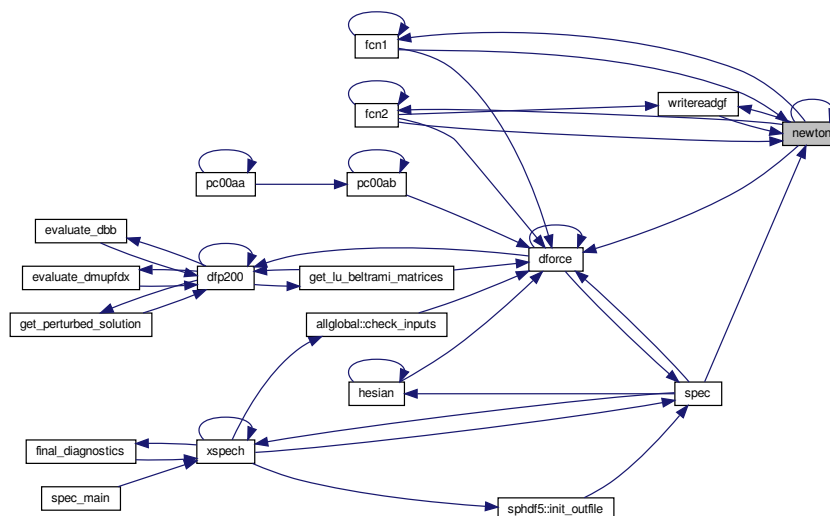 fcn1
fcn2
writereadgf
newton
pc00aa
pc00ab
evaluate_dbb
dforce
evaluate_dmupfdx
dfp200
get_lu_beltrami_matrices
get_perturbed_solution
allglobal::check_inputs
hesian
spec
final_diagnostics
xspech
spec_main
sphdf5::init_outfile